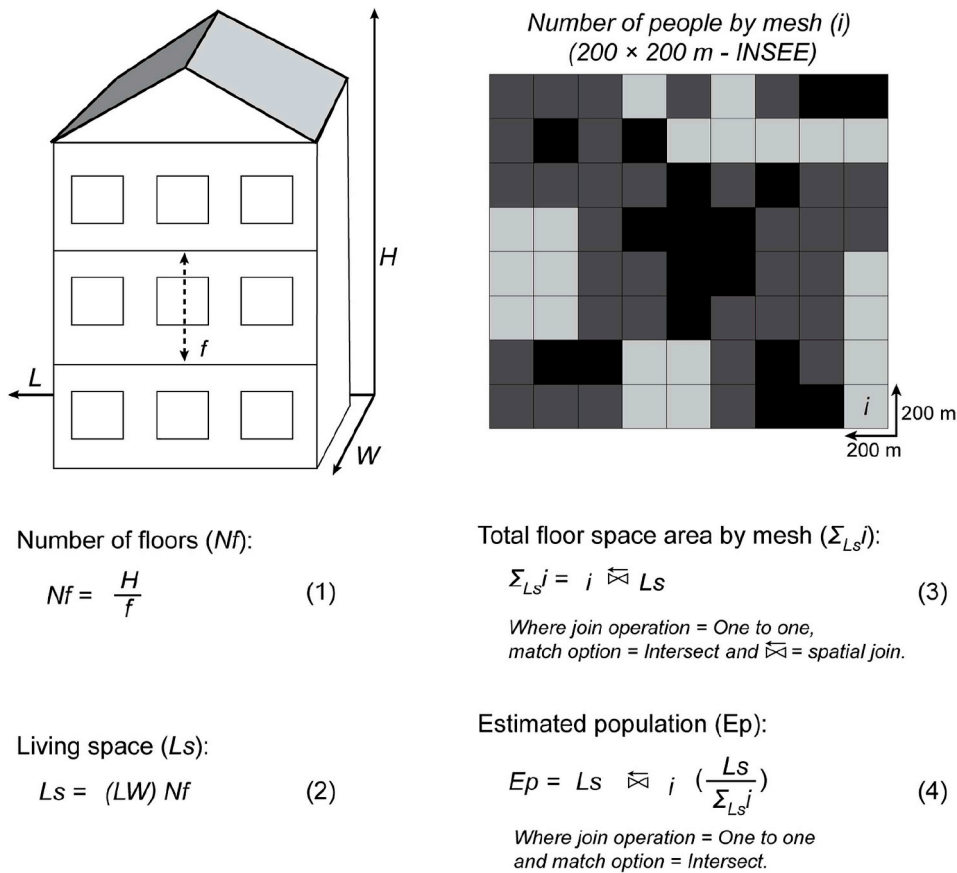 Number of people by mesh (i)
(200 × 200 m - INSEE)
H
f
L
W
i
200 m
200 m
Number of floors (Nf):
Nf = H / f (1)
Living space (Ls):
Ls = (LW) Nf (2)
Total floor space area by mesh (Σ_Ls i):
Σ_Ls i = i ⋈ Ls (3)
Where join operation = One to one,
match option = Intersect and ⋈ = spatial join.
Estimated population (Ep):
Ep = Ls ⋈ i (Ls / Σ_Ls i) (4)
Where join operation = One to one
and match option = Intersect.